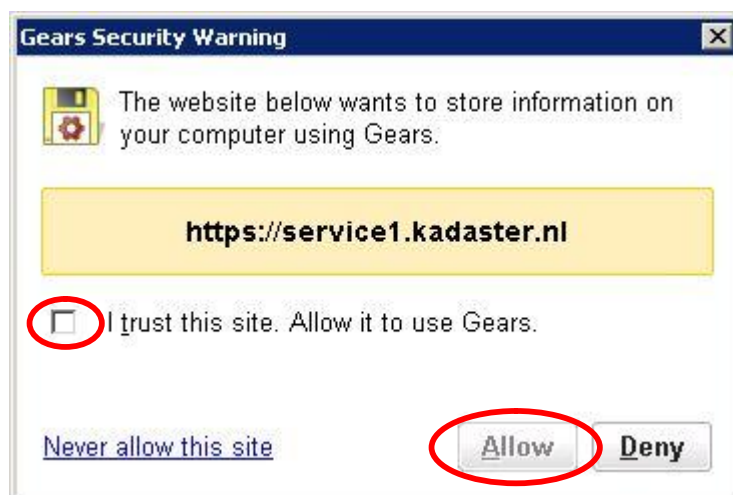 Gears Security Warning
The website below wants to store information on
your computer using Gears.
https://service1.kadaster.nl
I trust this site. Allow it to use Gears.
Never allow this site
Allow
Deny